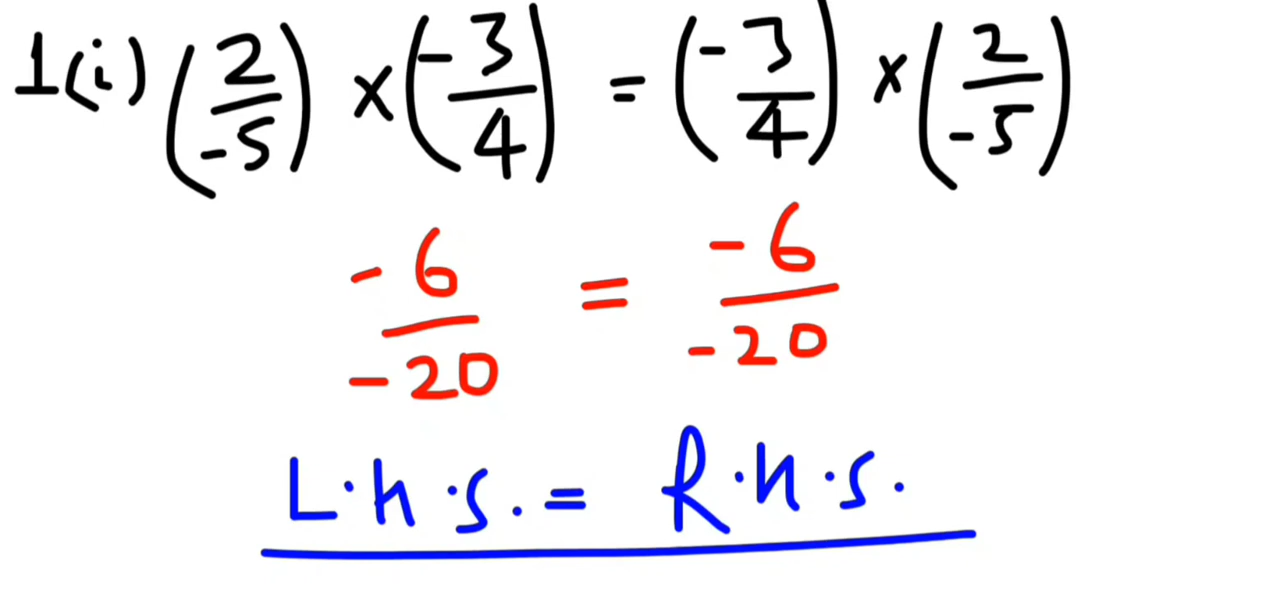 1(i) (2/-5) × (-3/4) = (-3/4) × (2/-5)
-6/-20 = -6/-20
L.h.s. = R.h.s.